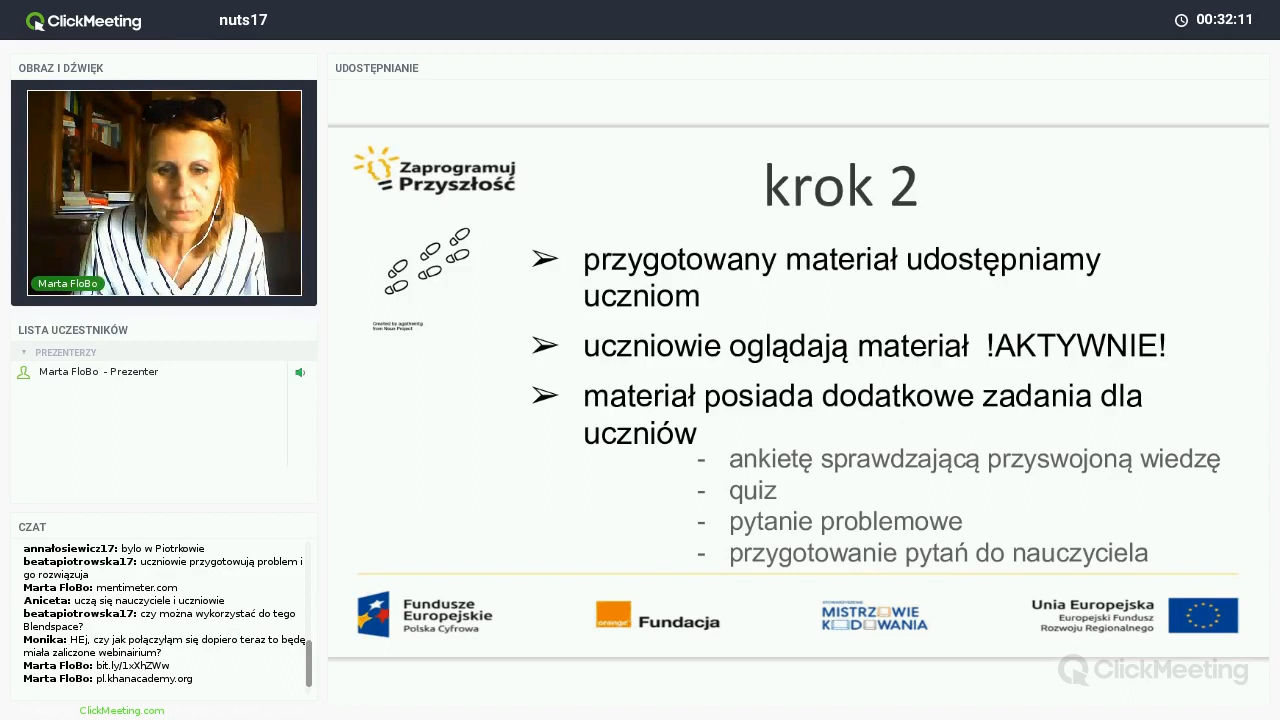 ClickMeeting
nuts17
00:32:11
OBRAZ I DŹWIĘK
Marta FloBo
LISTA UCZESTNIKÓW
PREZENTERZY
Marta FloBo - Prezenter
CZAT
annałosiewicz17: bylo w Piotrkowie
beatapiotrowska17: uczniowie przygotowują problem i
go rozwiązuja
Marta FloBo: mentimeter.com
Aniceta: uczą się nauczyciele i uczniowie
beatapiotrowska17: czy można wykorzystać do tego
Blendspace?
Monika: HEJ, czy jak połączyłąm się dopiero teraz to będę
miała zaliczone webinairium?
Marta FloBo: bit.ly/1xXhZWw
Marta FloBo: pl.khanacademy.org
ClickMeeting.com
UDOSTĘPNIANIE
Zaprogramuj
Przyszłość
krok 2
Created by agatherrig
from Noun Project
➢ przygotowany materiał udostępniamy
uczniom
➢ uczniowie oglądają materiał !AKTYWNIE!
➢ materiał posiada dodatkowe zadania dla
uczniów
- ankietę sprawdzającą przyswojoną wiedzę
- quiz
- pytanie problemowe
- przygotowanie pytań do nauczyciela
Fundusze
Europejskie
Polska Cyfrowa
orange
Fundacja
STOWARZYSZENIE
MISTRZOWIE
KODOWANIA
Unia Europejska
Europejski Fundusz
Rozwoju Regionalnego
ClickMeeting